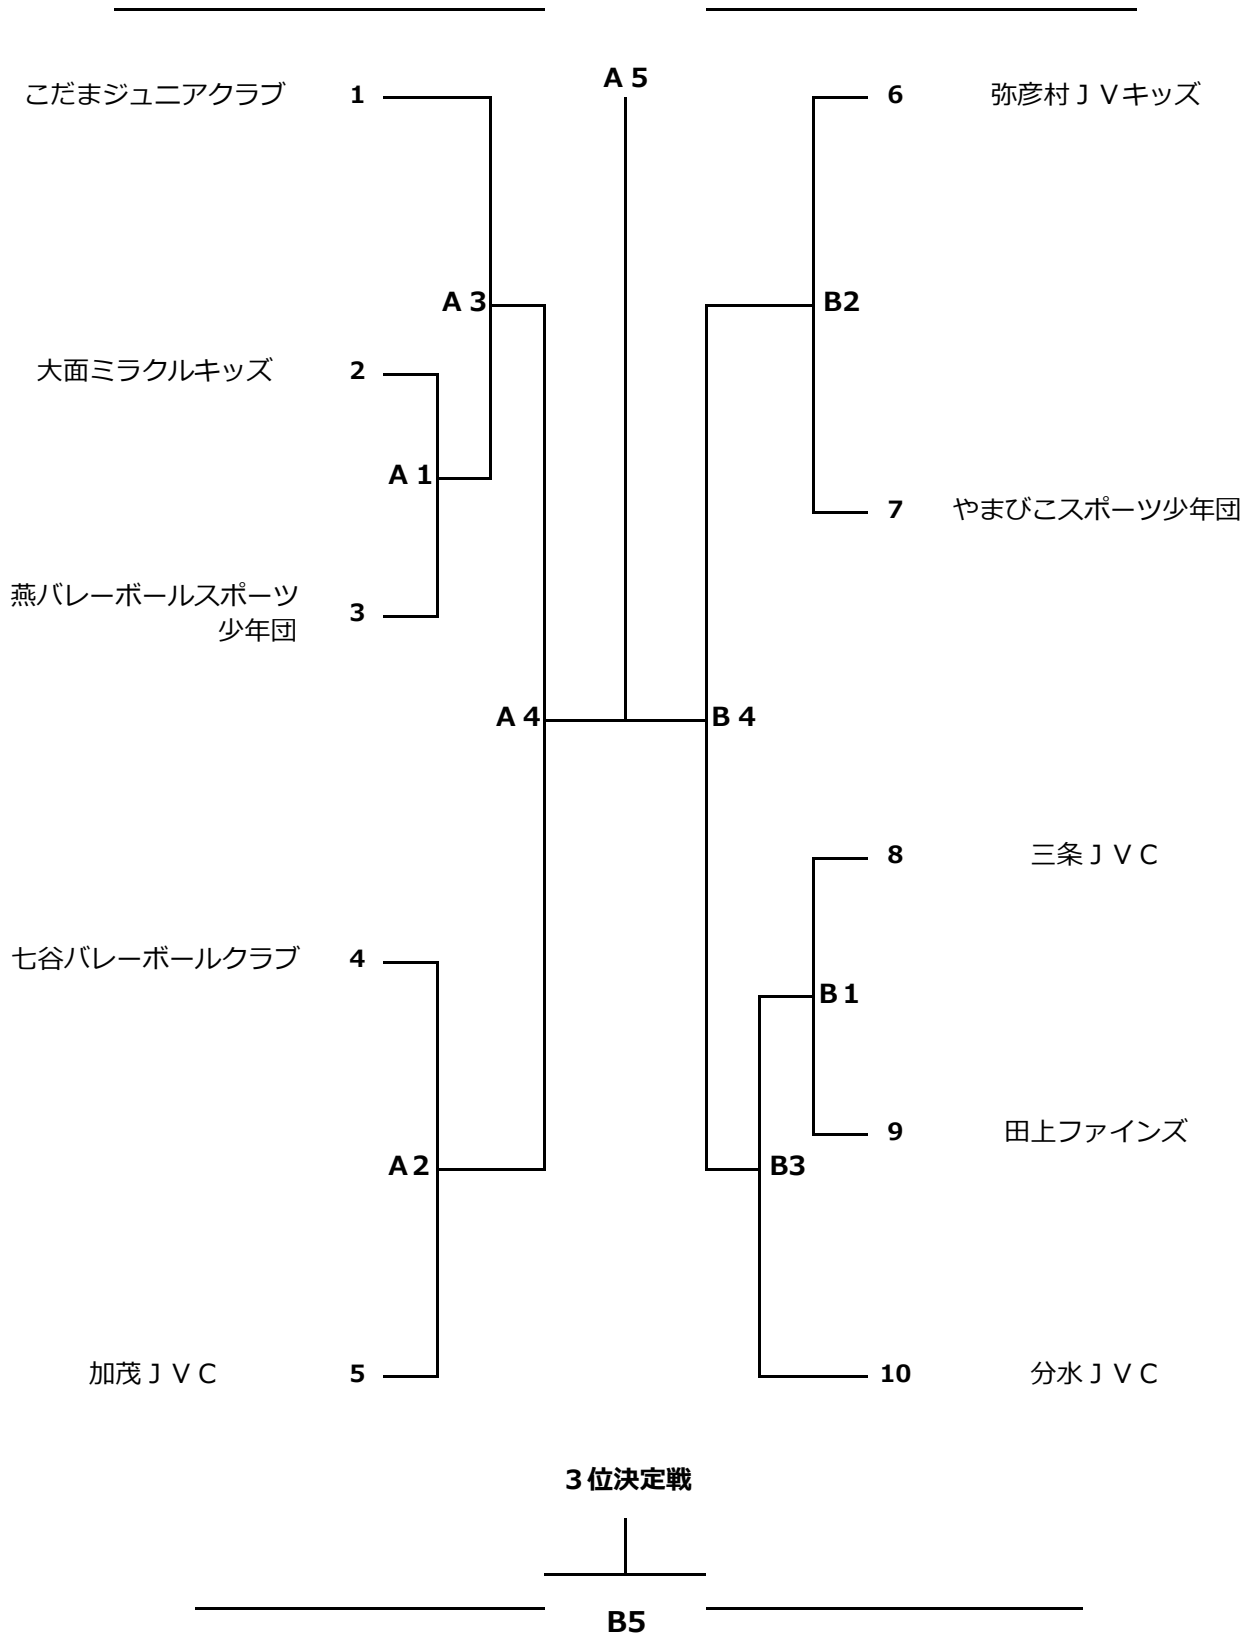 A 5
こだまジュニアクラブ 1
6 弥彦村ＪＶキッズ
A 3
B2
大面ミラクルキッズ 2
A 1
7 やまびこスポーツ少年団
燕バレーボールスポーツ
少年団 3
A 4
B 4
8 三条ＪＶＣ
七谷バレーボールクラブ 4
B 1
9 田上ファインズ
A 2
B3
加茂ＪＶＣ 5
10 分水ＪＶＣ
３位決定戦
B5